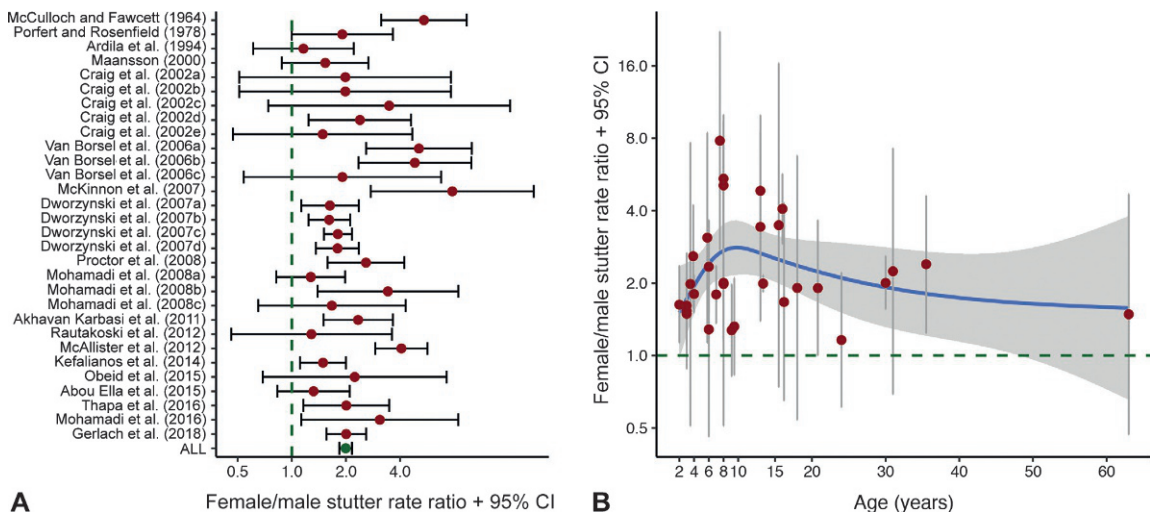 McCulloch and Fawcett (1964)
Porfert and Rosenfield (1978)
Ardila et al. (1994)
Maansson (2000)
Craig et al. (2002a)
Craig et al. (2002b)
Craig et al. (2002c)
Craig et al. (2002d)
Craig et al. (2002e)
Van Borsel et al. (2006a)
Van Borsel et al. (2006b)
Van Borsel et al. (2006c)
McKinnon et al. (2007)
Dworzynski et al. (2007a)
Dworzynski et al. (2007b)
Dworzynski et al. (2007c)
Dworzynski et al. (2007d)
Proctor et al. (2008)
Mohamadi et al. (2008a)
Mohamadi et al. (2008b)
Mohamadi et al. (2008c)
Akhavan Karbasi et al. (2011)
Rautakoski et al. (2012)
McAllister et al. (2012)
Kefalianos et al. (2014)
Obeid et al. (2015)
Abou Ella et al. (2015)
Thapa et al. (2016)
Mohamadi et al. (2016)
Gerlach et al. (2018)
ALL
0.5 1.0 2.0 4.0
Female/male stutter rate ratio + 95% CI
A
Female/male stutter rate ratio + 95% CI
16.0
8.0
4.0
2.0
1.0
0.5
2 4 6 8 10 15 20 30 40 50 60
Age (years)
B